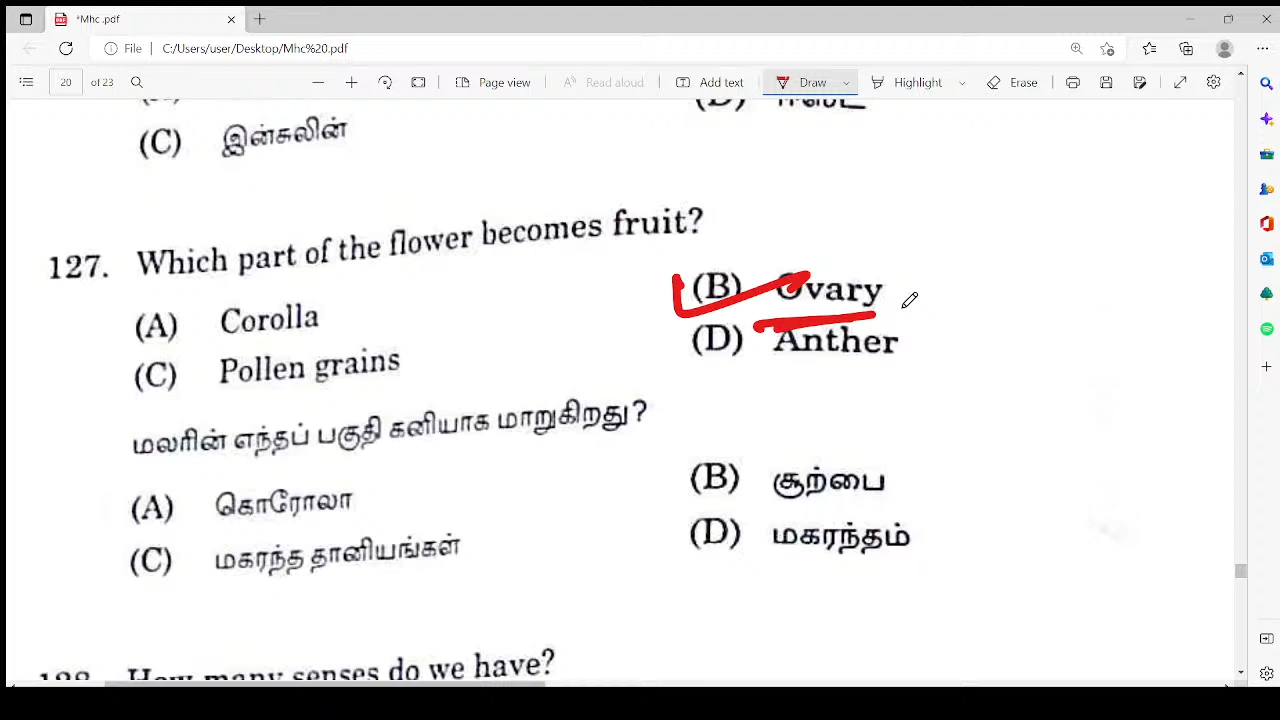 *Mhc .pdf
File C:/Users/user/Desktop/Mhc%20.pdf
20 of 23 Page view Read aloud Add text Draw Highlight Erase
(D)
(C) இன்சுலின்
127. Which part of the flower becomes fruit?
(A) Corolla (B) Ovary
(C) Pollen grains (D) Anther
மலரின் எந்தப் பகுதி கனியாக மாறுகிறது?
(A) கொரோலா (B) சூற்பை
(C) மகரந்த தானியங்கள் (D) மகரந்தம்
128. How many senses do we have?